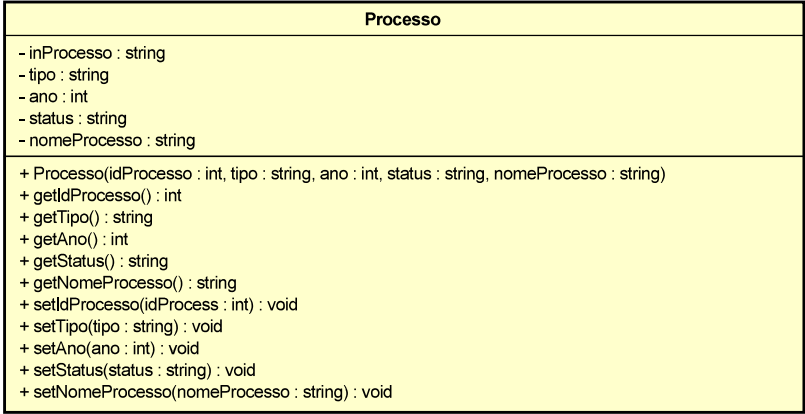 Processo
- inProcesso : string
- tipo : string
- ano : int
- status : string
- nomeProcesso : string
+ Processo(idProcesso : int, tipo : string, ano : int, status : string, nomeProcesso : string)
+ getIdProcesso() : int
+ getTipo() : string
+ getAno() : int
+ getStatus() : string
+ getNomeProcesso() : string
+ setIdProcesso(idProcess : int) : void
+ setTipo(tipo : string) : void
+ setAno(ano : int) : void
+ setStatus(status : string) : void
+ setNomeProcesso(nomeProcesso : string) : void